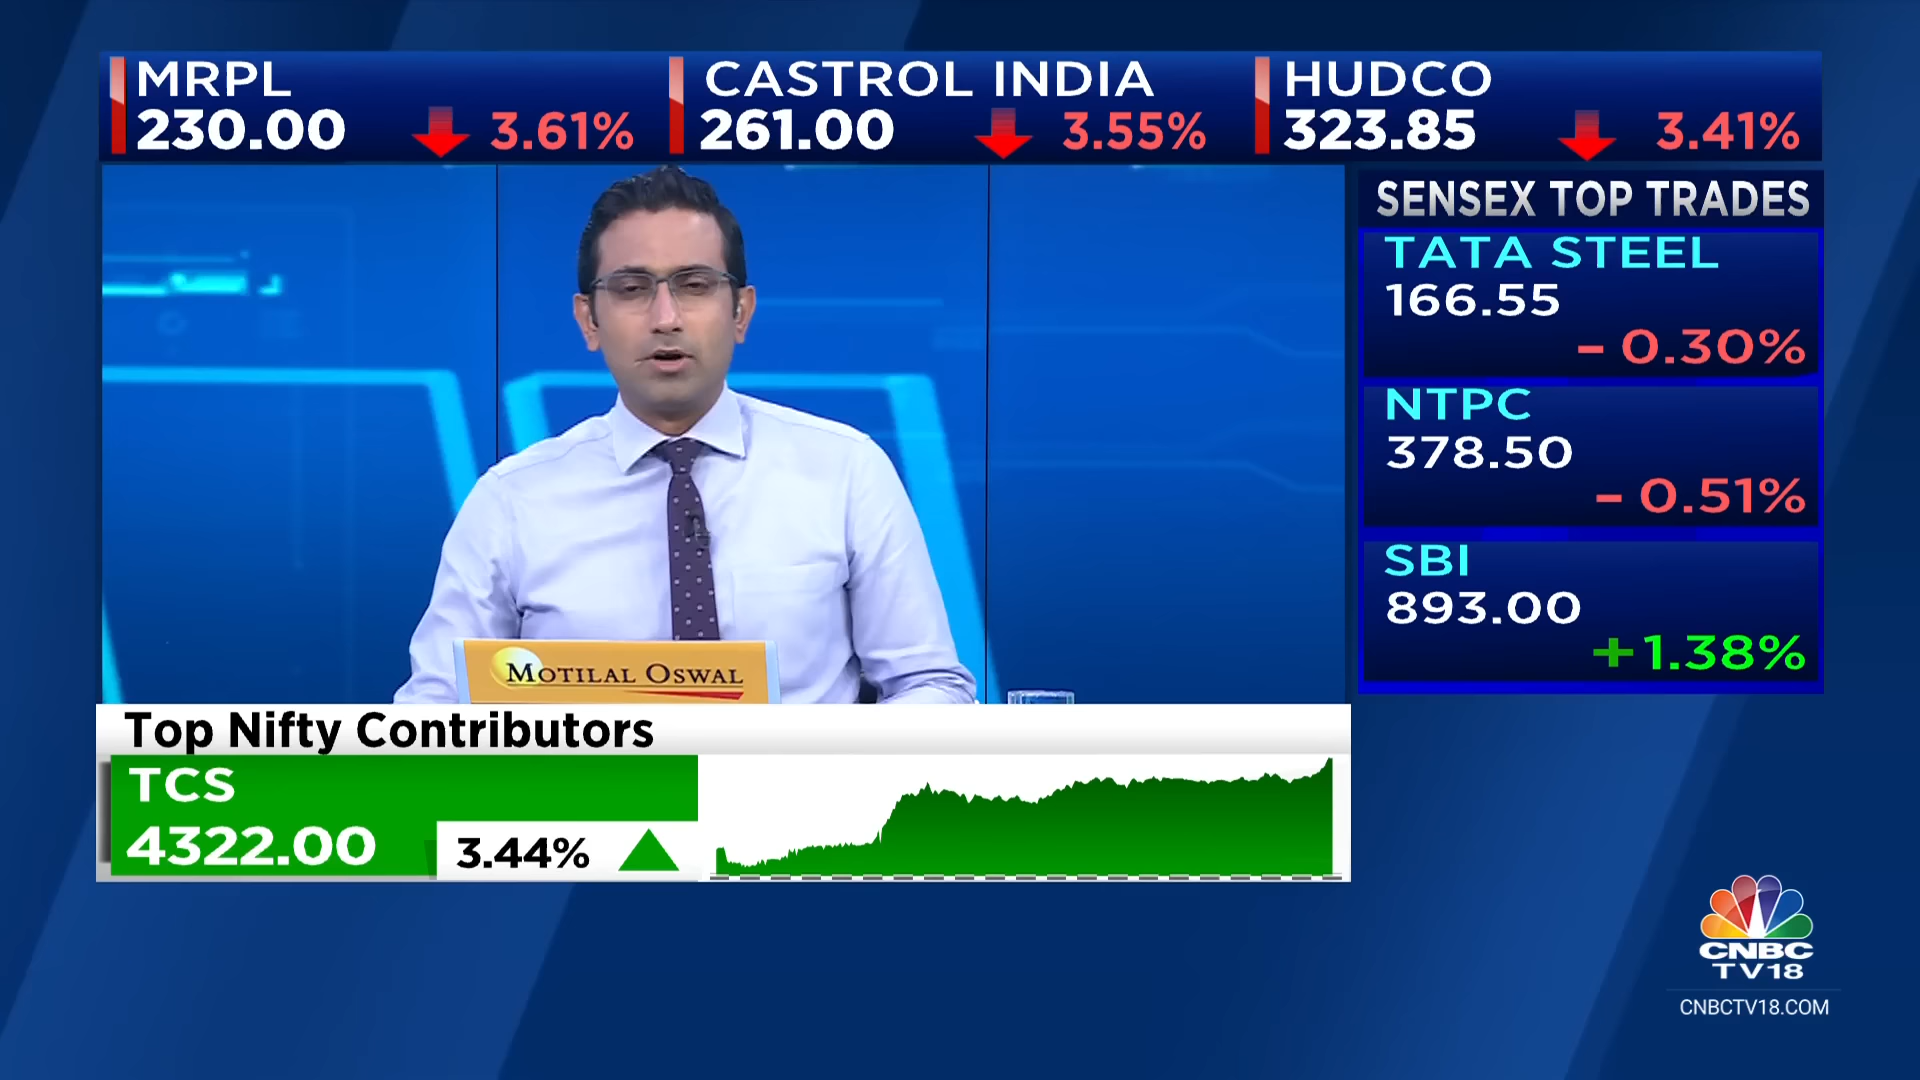 MRPL
230.00 3.61%
CASTROL INDIA
261.00 3.55%
HUDCO
323.85 3.41%
SENSEX TOP TRADES
TATA STEEL
166.55
- 0.30%
NTPC
378.50
- 0.51%
SBI
893.00
+1.38%
MOTILAL OSWAL
Top Nifty Contributors
TCS
4322.00 3.44%
CNBC
TV18
CNBCTV18.COM